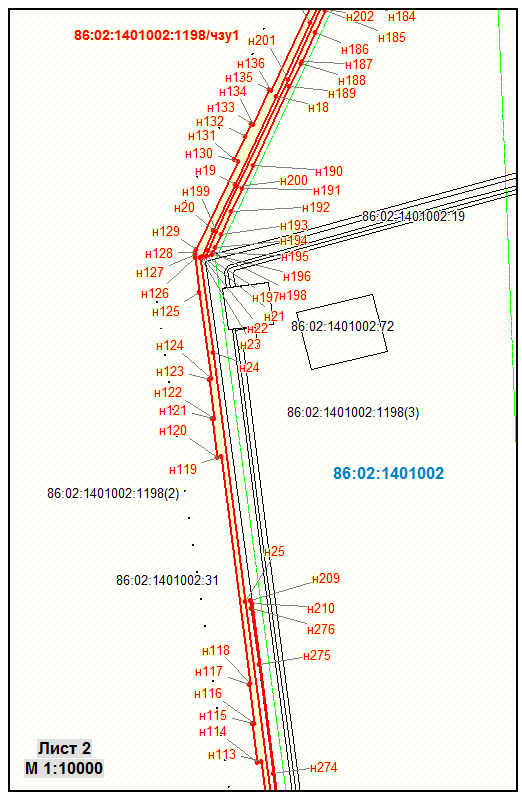 н202
н184
86:02:1401002:1198/чзу1
н201
н185
н186
н136
н187
н135
н188
н134
н189
н133
н18
н132
н131
н130
н19
н190
н200
н199
н191
н20
н192
86:02:1401002:19
н129
н193
н128
н194
н127
н195
н196
н126
н197
н198
н125
н21
н22
86:02:1401002:72
н23
н124
н24
н123
н122
н121
86:02:1401002:1198(3)
н120
н119
86:02:1401002
86:02:1401002:1198(2)
н25
86:02:1401002:31
н209
н210
н276
н118
н275
н117
н116
н115
н114
н113
н274
Лист 2
М 1:10000